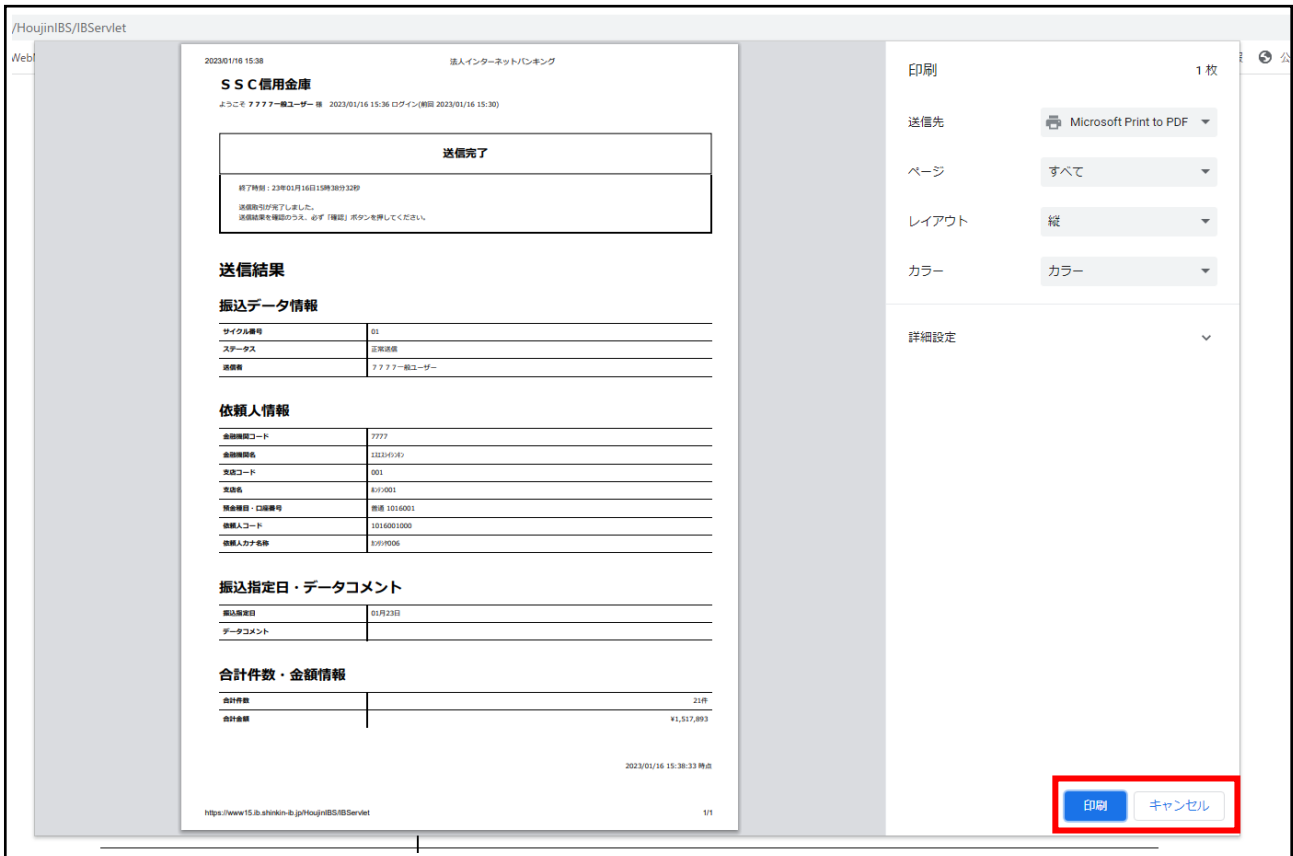 /HoujinIBS/IBServlet
2023/01/16 15:38 法人インターネットバンキング
ＳＳＣ信用金庫
ようこそ ７７７７一般ユーザー 様 2023/01/16 15:36 ログイン(前回 2023/01/16 15:30)
送信完了
終了時刻：23年01月16日15時38分32秒
送信取引が完了しました。
送信結果を確認のうえ、必ず「確認」ボタンを押してください。
送信結果
振込データ情報
サイクル番号 01
ステータス 正常送信
送信者 ７７７７一般ユーザー
依頼人情報
金融機関コード 7777
金融機関名
支店コード 001
支店名 ﾎﾝﾃﾝ001
預金種目・口座番号 普通 1016001
依頼人コード 1016001000
依頼人カナ名称
振込指定日・データコメント
振込指定日 01月23日
データコメント
合計件数・金額情報
合計件数 21件
合計金額 ¥1,517,893
2023/01/16 15:38:33 時点
https://www15.ib.shinkin-ib.jp/HoujinIBS/IBServlet 1/1
印刷 1 枚
送信先 Microsoft Print to PDF
ページ すべて
レイアウト 縦
カラー カラー
詳細設定
印刷 キャンセル